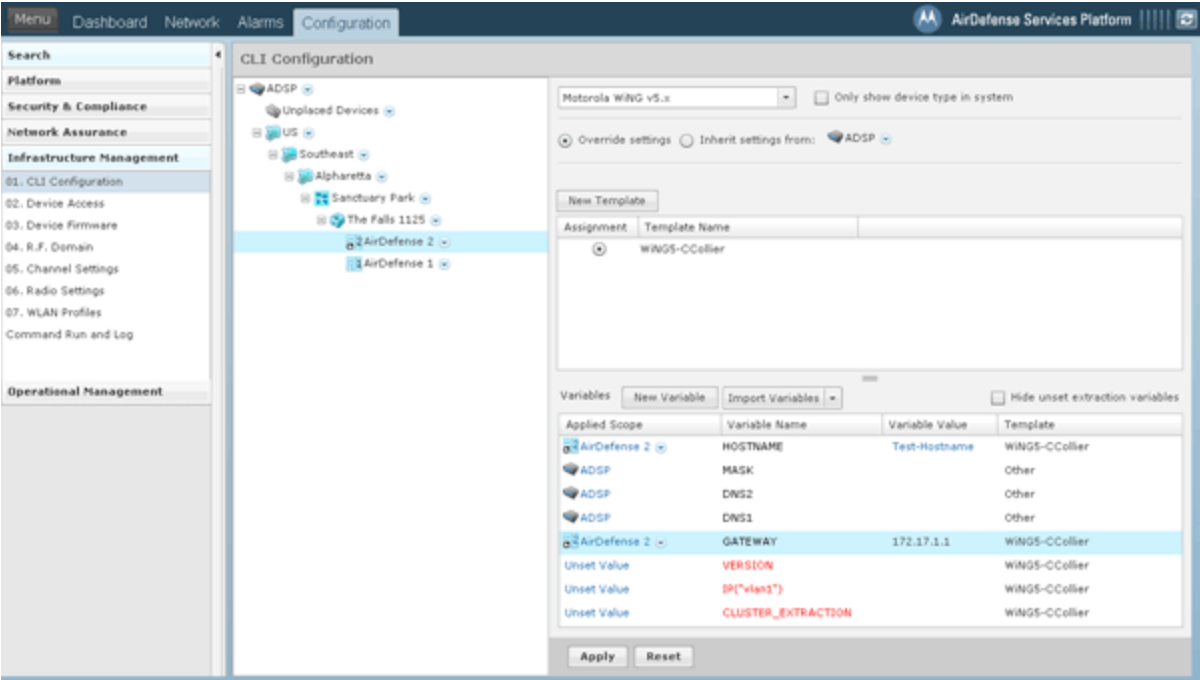 Menu Dashboard Network Alarms Configuration AirDefense Services Platform
Search
Platform
Security & Compliance
Network Assurance
Infrastructure Management
01. CLI Configuration
02. Device Access
03. Device Firmware
04. R.F. Domain
05. Channel Settings
06. Radio Settings
07. WLAN Profiles
Command Run and Log
Operational Management
CLI Configuration
ADSP
Unplaced Devices
US
Southeast
Alpharetta
Sanctuary Park
The Falls 1125
2 AirDefense 2
1 AirDefense 1
Motorola WiNG v5.x Only show device type in system
Override settings Inherit settings from: ADSP
New Template
Assignment Template Name
WiNG5-CCollier
Variables New Variable Import Variables Hide unset extraction variables
Applied Scope Variable Name Variable Value Template
AirDefense 2 HOSTNAME Test-Hostname WiNG5-CCollier
ADSP MASK Other
ADSP DNS2 Other
ADSP DNS1 Other
AirDefense 2 GATEWAY 172.17.1.1 WiNG5-CCollier
Unset Value VERSION WiNG5-CCollier
Unset Value IP("vlan1") WiNG5-CCollier
Unset Value CLUSTER_EXTRACTION WiNG5-CCollier
Apply Reset